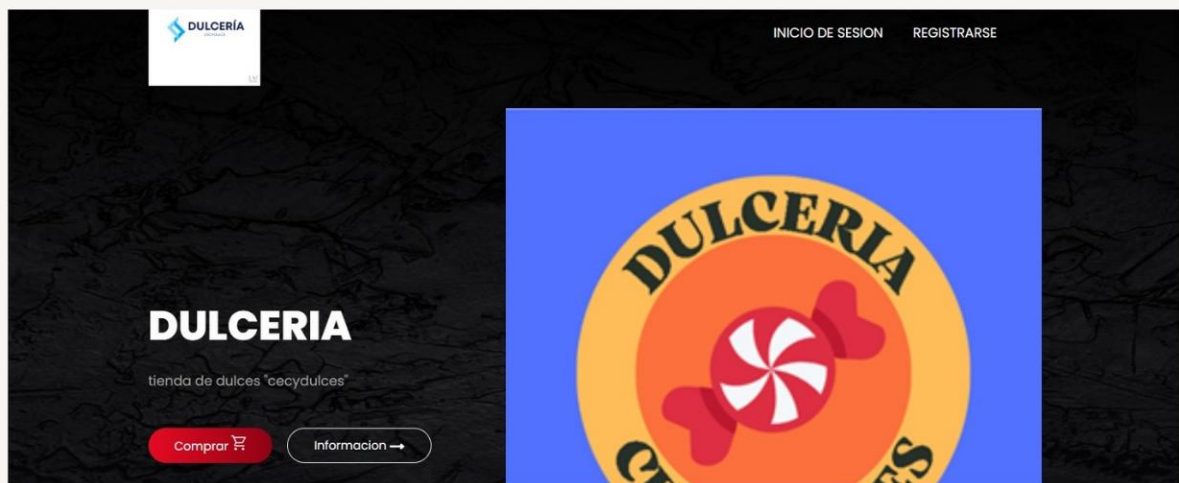 DULCERÍA
INICIO DE SESION
REGISTRARSE
DULCERIA
DULCERIA
tienda de dulces "cecydulces"
Comprar
Informacion